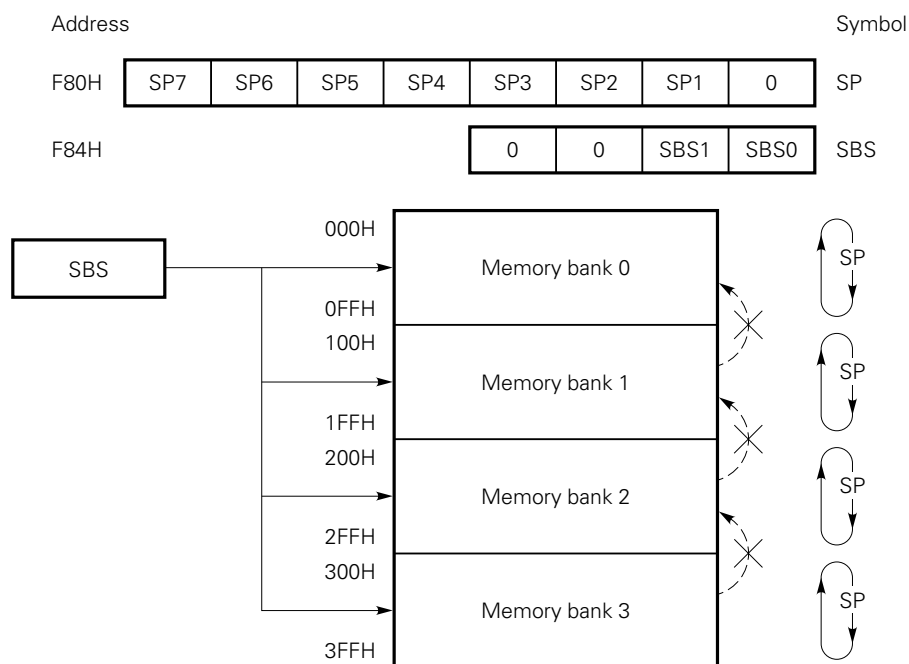 Address Symbol
F80H SP7 SP6 SP5 SP4 SP3 SP2 SP1 0 SP
F84H 0 0 SBS1 SBS0 SBS
000H
SBS Memory bank 0 SP
0FFH
100H
Memory bank 1 SP
1FFH
200H
Memory bank 2 SP
2FFH
300H
Memory bank 3 SP
3FFH